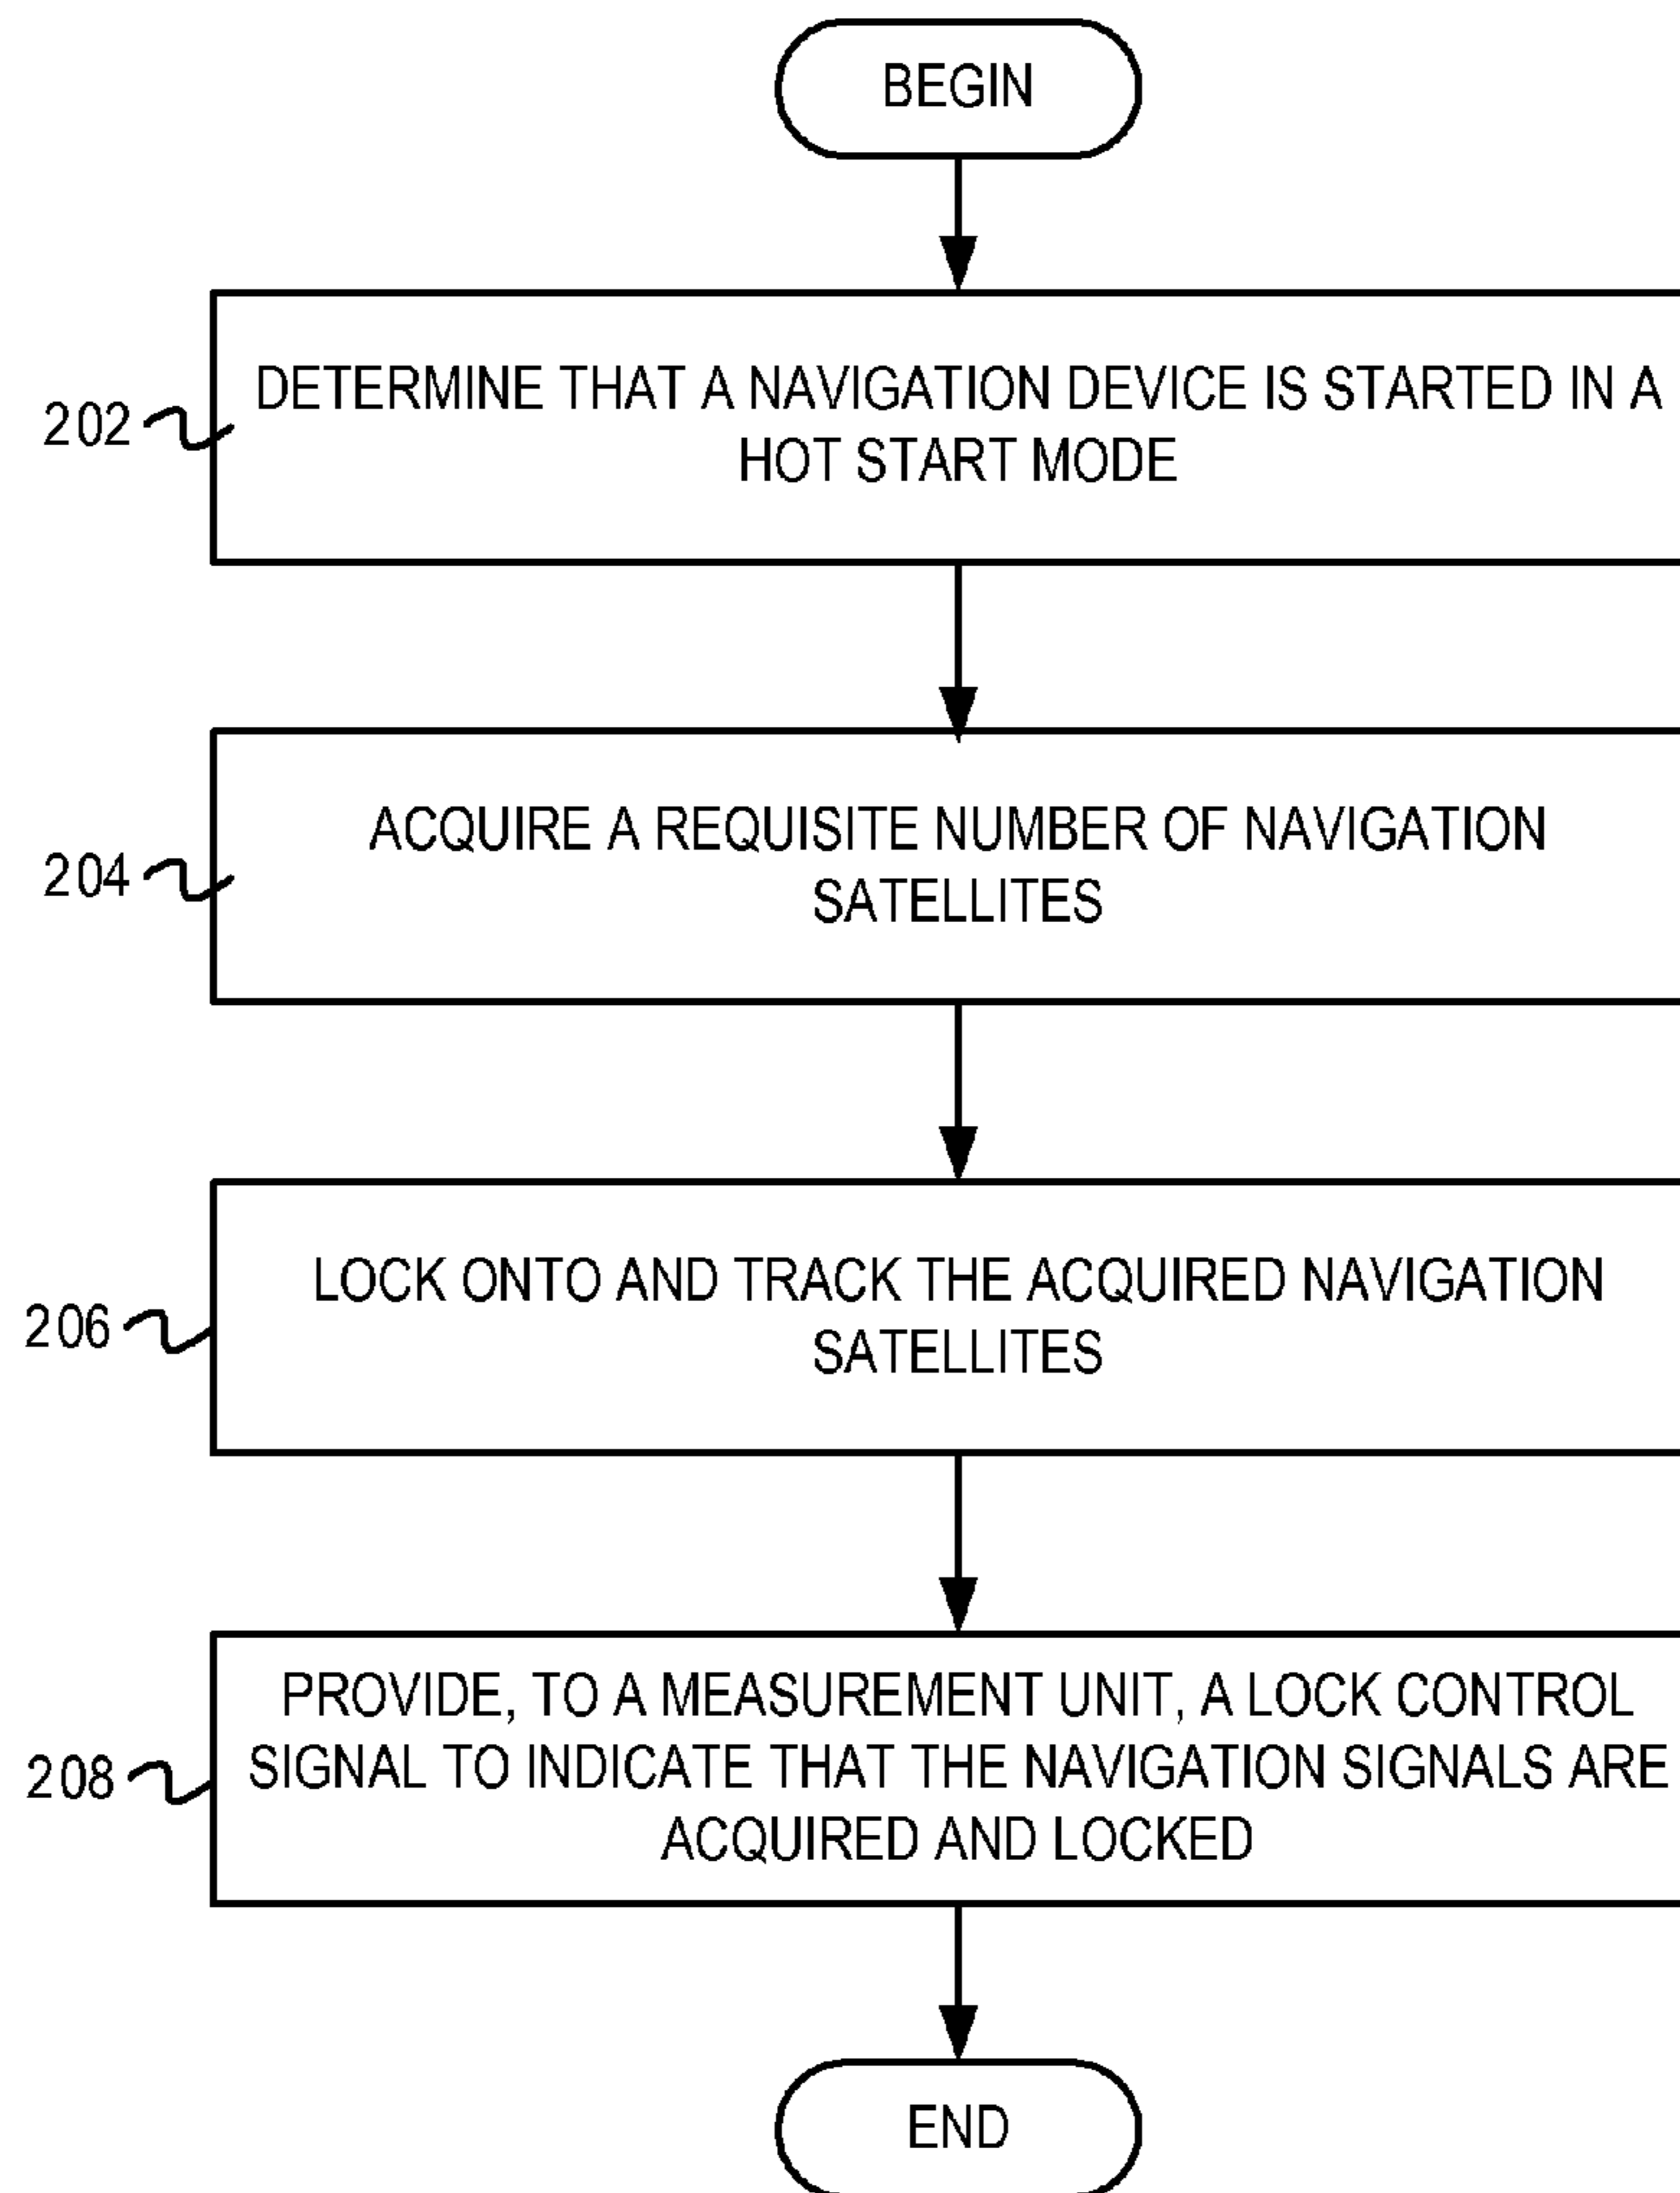 BEGIN
202
DETERMINE THAT A NAVIGATION DEVICE IS STARTED IN A
HOT START MODE
204
ACQUIRE A REQUISITE NUMBER OF NAVIGATION
SATELLITES
206
LOCK ONTO AND TRACK THE ACQUIRED NAVIGATION
SATELLITES
208
PROVIDE, TO A MEASUREMENT UNIT, A LOCK CONTROL
SIGNAL TO INDICATE THAT THE NAVIGATION SIGNALS ARE
ACQUIRED AND LOCKED
END